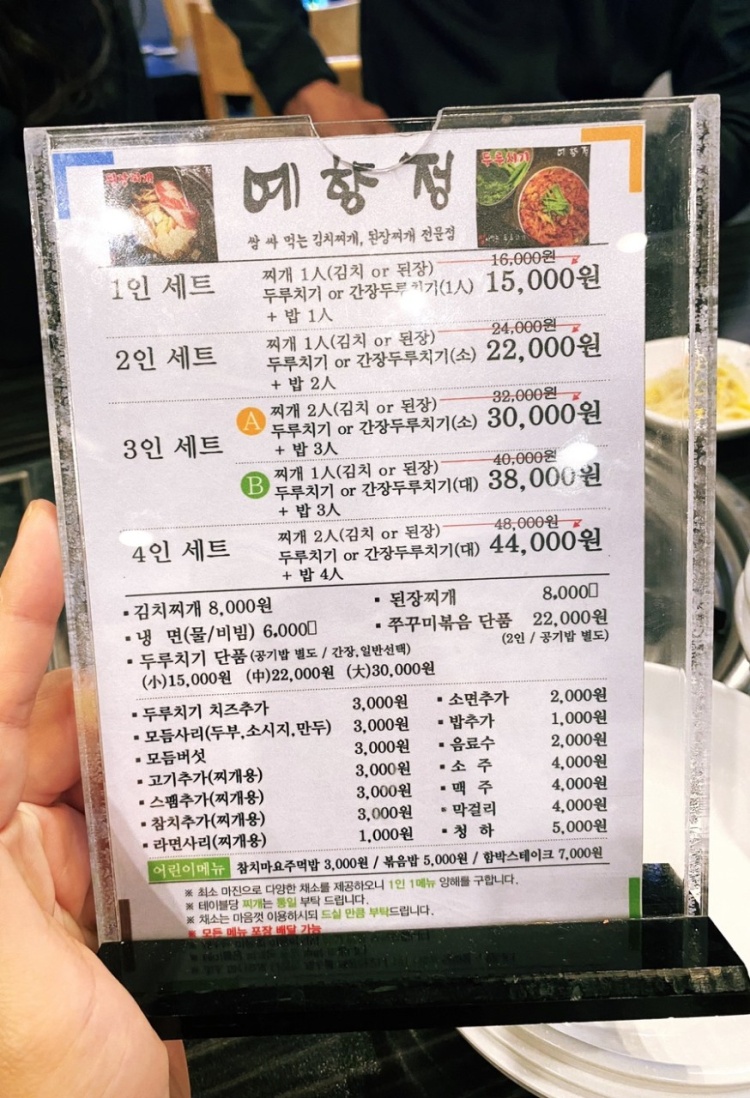 된장찌개
예향정
두루치기
예향정
쌈 싸 먹는 김치찌개, 된장찌개 전문점
1인 세트
찌개 1人(김치 or 된장)
두루치기 or 간장두루치기(1人)
+ 밥 1人
16,000원
15,000원
2인 세트
찌개 1人(김치 or 된장)
두루치기 or 간장두루치기(소)
+ 밥 2人
24,000원
22,000원
3인 세트
A
찌개 2人(김치 or 된장)
두루치기 or 간장두루치기(소)
+ 밥 3人
32,000원
30,000원
B
찌개 1人(김치 or 된장)
두루치기 or 간장두루치기(대)
+ 밥 3人
40,000원
38,000원
4인 세트
찌개 2人(김치 or 된장)
두루치기 or 간장두루치기(대)
+ 밥 4人
48,000원
44,000원
▪ 김치찌개 8,000원
▪ 된장찌개 8,000□
▪ 냉 면(물/비빔) 6,000□
▪ 쭈꾸미볶음 단품 22,000원
(2인 / 공기밥 별도)
▪ 두루치기 단품(공기밥 별도 / 간장,일반선택)
(小)15,000원 (中)22,000원 (大)30,000원
▪ 두루치기 치즈추가 3,000원
▪ 모듬사리(두부,소시지,만두) 3,000원
▪ 모듬버섯 3,000원
▪ 고기추가(찌개용) 3,000원
▪ 스팸추가(찌개용) 3,000원
▪ 참치추가(찌개용) 3,000원
▪ 라면사리(찌개용) 1,000원
▪ 소면추가 2,000원
▪ 밥추가 1,000원
▪ 음료수 2,000원
▪ 소 주 4,000원
▪ 맥 주 4,000원
▪ 막걸리 4,000원
▪ 청 하 5,000원
어린이메뉴 참치마요주먹밥 3,000원 / 볶음밥 5,000원 / 함박스테이크 7,000원
※ 최소 마진으로 다양한 채소를 제공하오니 1인 1메뉴 양해를 구합니다.
※ 테이블당 찌개는 통일 부탁 드립니다.
※ 채소는 마음껏 이용하시되 드실 만큼 부탁드립니다.
※ 모든 메뉴 포장 배달 가능